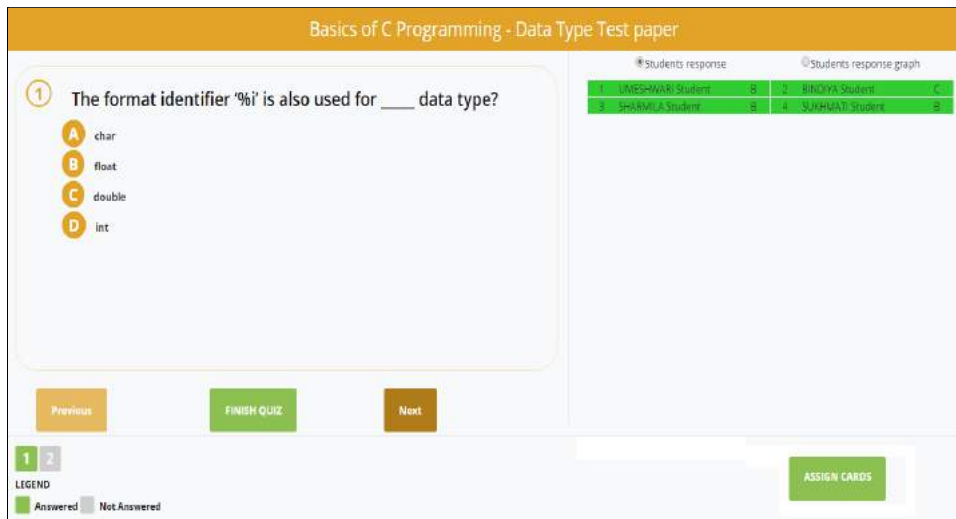 Basics of C Programming - Data Type Test paper
1 The format identifier ‘%i’ is also used for ____ data type?
A char
B float
C double
D int
Students response Students response graph
1 UMESHWARI Student B 2 BINDIYA Student C
3 SHARMILA Student B 4 SUKHMATI Student B
Previous FINISH QUIZ Next
1 2
LEGEND
Answered Not Answered
ASSIGN CARDS